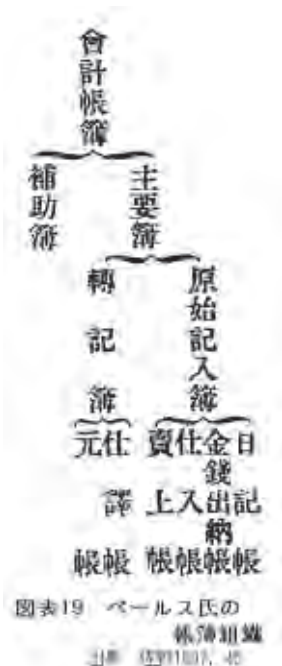 會計帳簿
主要簿
補助簿
原始記入簿
轉記簿
日記帳
金錢出納帳
仕入帳
賣上帳
仕譯帳
元帳
図表19 ベールス氏の
帳簿組織